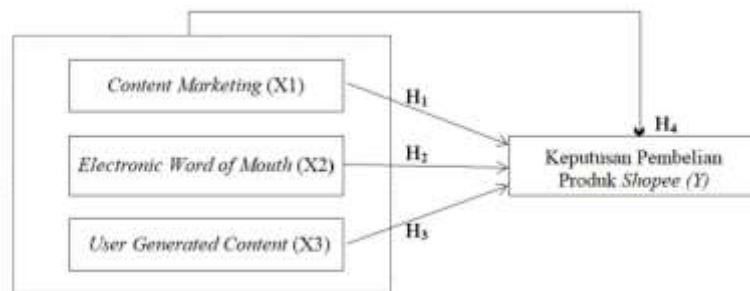 Content Marketing (X1)
H1
H4
Electronic Word of Mouth (X2)
H2
Keputusan Pembelian
Produk Shopee (Y)
User Generated Content (X3)
H3